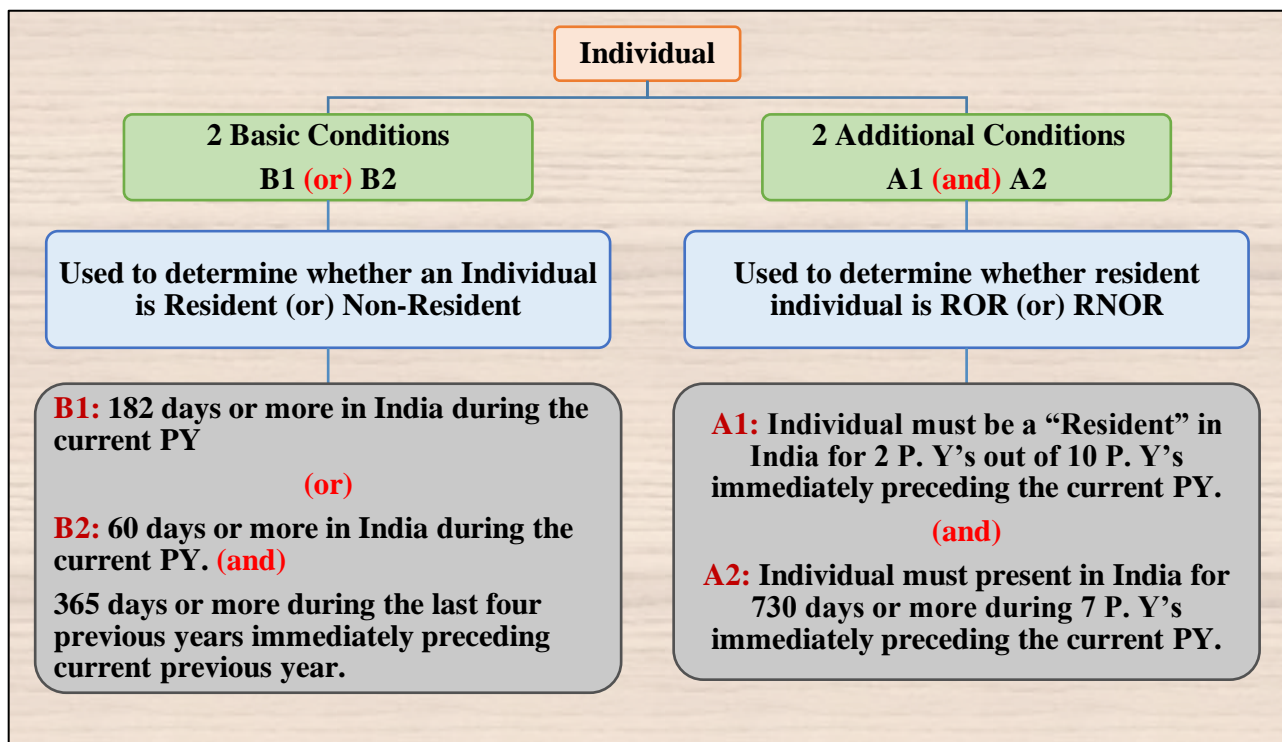 Individual
2 Basic Conditions
B1 (or) B2
Used to determine whether an Individual
is Resident (or) Non-Resident
B1: 182 days or more in India during the
current PY
(or)
B2: 60 days or more in India during the
current PY. (and)
365 days or more during the last four
previous years immediately preceding
current previous year.
2 Additional Conditions
A1 (and) A2
Used to determine whether resident
individual is ROR (or) RNOR
A1: Individual must be a “Resident” in
India for 2 P. Y’s out of 10 P. Y’s
immediately preceding the current PY.
(and)
A2: Individual must present in India for
730 days or more during 7 P. Y’s
immediately preceding the current PY.